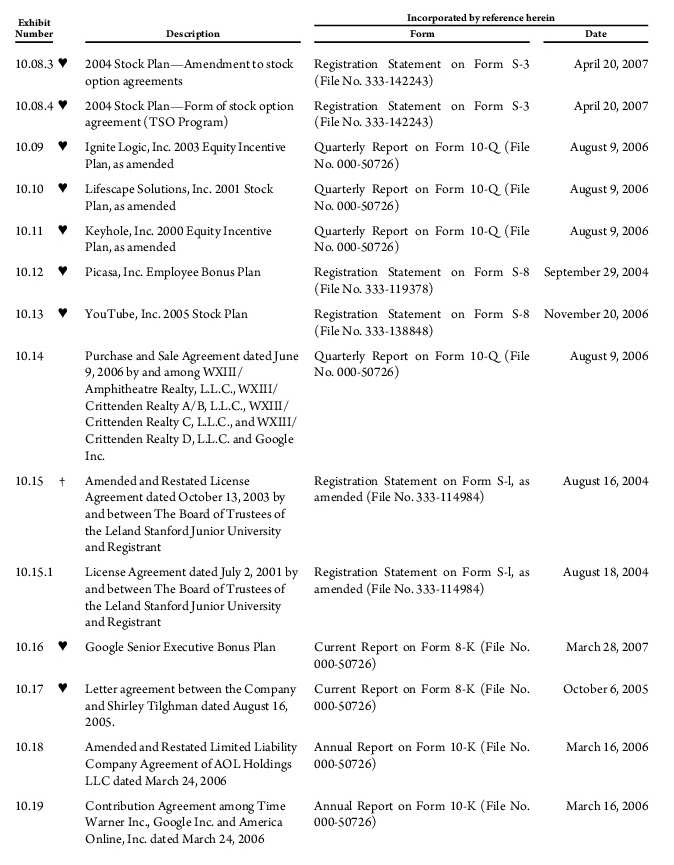 Exhibit
Number
Description
Incorporated by reference herein
Form
Date
10.08.3 ♥ 2004 Stock Plan—Amendment to stock Registration Statement on Form S-3 April 20, 2007
option agreements (File No. 333-142243)
10.08.4 ♥ 2004 Stock Plan—Form of stock option Registration Statement on Form S-3 April 20, 2007
agreement (TSO Program) (File No. 333-142243)
10.09 ♥ Ignite Logic, Inc. 2003 Equity Incentive Quarterly Report on Form 10-Q (File August 9, 2006
Plan, as amended No. 000-50726)
10.10 ♥ Lifescape Solutions, Inc. 2001 Stock Quarterly Report on Form 10-Q (File August 9, 2006
Plan, as amended No. 000-50726)
10.11 ♥ Keyhole, Inc. 2000 Equity Incentive Quarterly Report on Form 10-Q (File August 9, 2006
Plan, as amended No. 000-50726)
10.12 ♥ Picasa, Inc. Employee Bonus Plan Registration Statement on Form S-8 September 29, 2004
(File No. 333-119378)
10.13 ♥ YouTube, Inc. 2005 Stock Plan Registration Statement on Form S-8 November 20, 2006
(File No. 333-138848)
10.14 Purchase and Sale Agreement dated June Quarterly Report on Form 10-Q (File August 9, 2006
9, 2006 by and among WXIII/ No. 000-50726)
Amphitheatre Realty, L.L.C., WXIII/
Crittenden Realty A/B, L.L.C., WXIII/
Crittenden Realty C, L.L.C., and WXIII/
Crittenden Realty D, L.L.C. and Google
Inc.
10.15 † Amended and Restated License Registration Statement on Form S-l, as August 16, 2004
Agreement dated October 13, 2003 by amended (File No. 333-114984)
and between The Board of Trustees of
the Leland Stanford Junior University
and Registrant
10.15.1 License Agreement dated July 2, 2001 by Registration Statement on Form S-l, as August 18, 2004
and between The Board of Trustees of amended (File No. 333-114984)
the Leland Stanford Junior University
and Registrant
10.16 ♥ Google Senior Executive Bonus Plan Current Report on Form 8-K (File No. March 28, 2007
000-50726)
10.17 ♥ Letter agreement between the Company Current Report on Form 8-K (File No. October 6, 2005
and Shirley Tilghman dated August 16, 000-50726)
2005.
10.18 Amended and Restated Limited Liability Annual Report on Form 10-K (File No. March 16, 2006
Company Agreement of AOL Holdings 000-50726)
LLC dated March 24, 2006
10.19 Contribution Agreement among Time Annual Report on Form 10-K (File No. March 16, 2006
Warner Inc., Google Inc. and America 000-50726)
Online, Inc. dated March 24, 2006